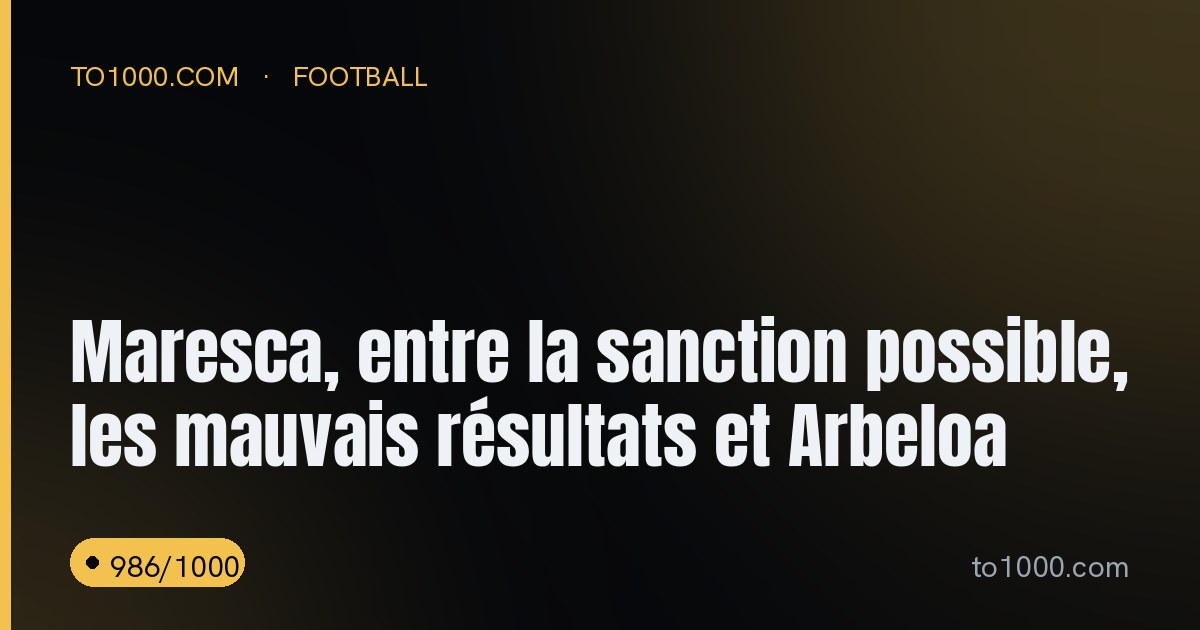 TO1000.COM · FOOTBALL
Maresca, entre la sanction possible,
les mauvais résultats et Arbeloa
986/1000
to1000.com